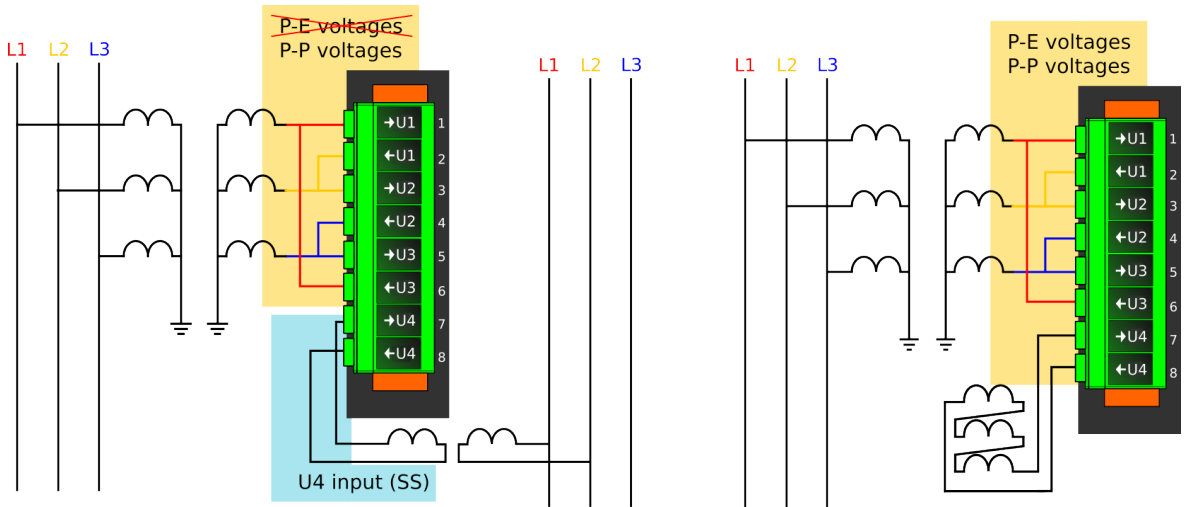 P-E voltages
P-P voltages
L1 L2 L3
→U1 1
←U1 2
→U2 3
←U2 4
→U3 5
←U3 6
→U4 7
←U4 8
U4 input (SS)
L1 L2 L3
L1 L2 L3
P-E voltages
P-P voltages
→U1 1
←U1 2
→U2 3
←U2 4
→U3 5
←U3 6
→U4 7
←U4 8